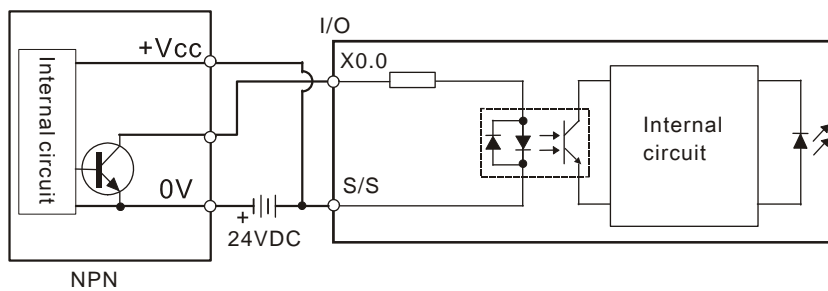 I/O
+Vcc
X0.0
Internal circuit
Internal
circuit
0V
S/S
+
24VDC
NPN